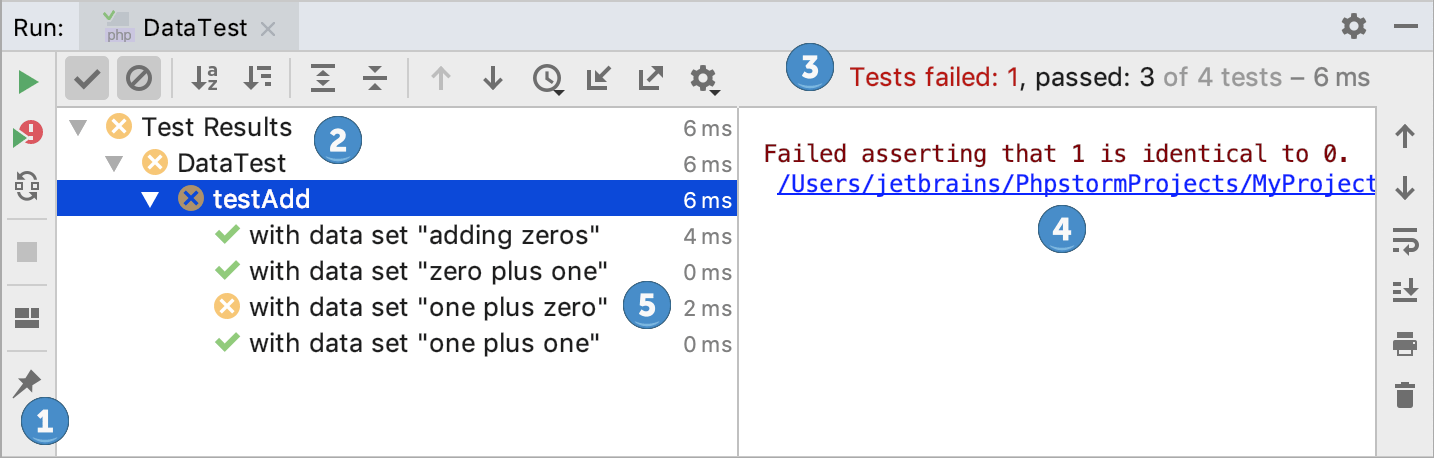 Run: php DataTest
3 Tests failed: 1, passed: 3 of 4 tests – 6 ms
Test Results 2 6 ms
DataTest 6 ms
testAdd 6 ms
with data set "adding zeros" 4 ms
with data set "zero plus one" 0 ms
with data set "one plus zero" 5 2 ms
with data set "one plus one" 0 ms
Failed asserting that 1 is identical to 0.
/Users/jetbrains/PhpstormProjects/MyProject
4
1